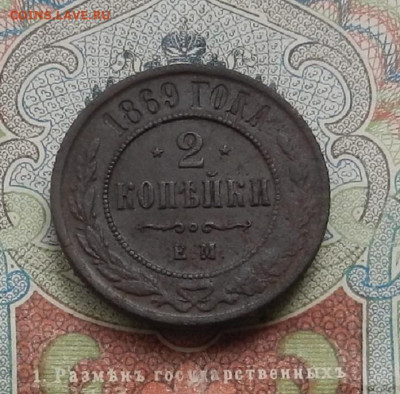 COINS.LAVE.RU
1869 ГОДА
2
КОПѢЙКИ
Е.М.
1. Размѣнъ государственныхъ